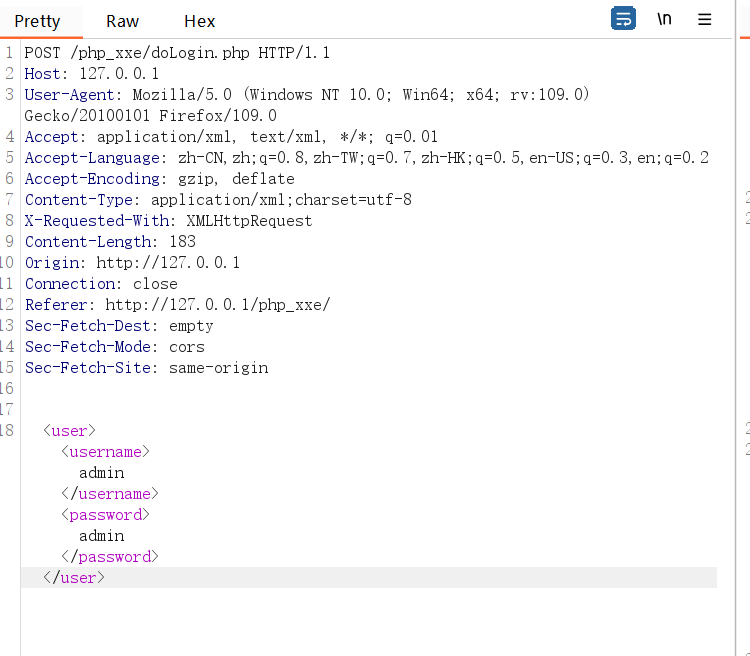 Pretty Raw Hex \n
1 POST /php_xxe/doLogin.php HTTP/1.1
2 Host: 127.0.0.1
3 User-Agent: Mozilla/5.0 (Windows NT 10.0; Win64; x64; rv:109.0)
Gecko/20100101 Firefox/109.0
4 Accept: application/xml, text/xml, */*; q=0.01
5 Accept-Language: zh-CN,zh;q=0.8,zh-TW;q=0.7,zh-HK;q=0.5,en-US;q=0.3,en;q=0.2
6 Accept-Encoding: gzip, deflate
7 Content-Type: application/xml;charset=utf-8
8 X-Requested-With: XMLHttpRequest
9 Content-Length: 183
10 Origin: http://127.0.0.1
11 Connection: close
12 Referer: http://127.0.0.1/php_xxe/
13 Sec-Fetch-Dest: empty
14 Sec-Fetch-Mode: cors
15 Sec-Fetch-Site: same-origin
16
17
18 <user>
<username>
admin
</username>
<password>
admin
</password>
</user>